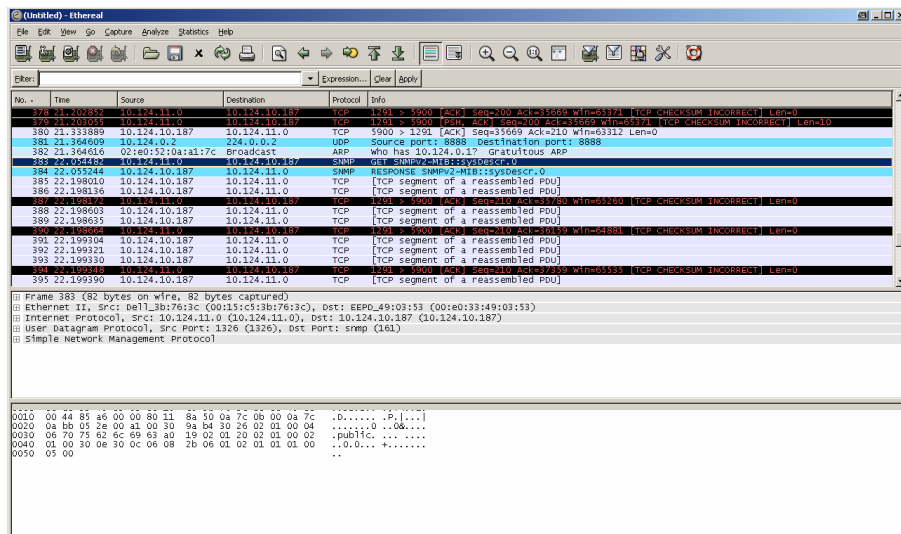 (Untitled) - Ethereal
File Edit View Go Capture Analyze Statistics Help
Filter: Expression... Clear Apply
No. - Time Source Destination Protocol Info
378 21.202852 10.124.11.0 10.124.10.187 TCP 1291 > 5900 [ACK] Seq=200 Ack=35669 Win=65371 [TCP CHECKSUM INCORRECT] Len=0
379 21.203055 10.124.11.0 10.124.10.187 TCP 1291 > 5900 [PSH, ACK] Seq=200 Ack=35669 Win=65371 [TCP CHECKSUM INCORRECT] Len=10
380 21.333889 10.124.10.187 10.124.11.0 TCP 5900 > 1291 [ACK] Seq=35669 Ack=210 Win=63312 Len=0
381 21.364609 10.124.0.2 224.0.0.2 UDP Source port: 8888 Destination port: 8888
382 21.364616 02:e0:52:0a:a1:7c Broadcast ARP Who has 10.124.0.1? Gratuitous ARP
383 22.054482 10.124.11.0 10.124.10.187 SNMP GET SNMPv2-MIB::sysDescr.0
384 22.055244 10.124.10.187 10.124.11.0 SNMP RESPONSE SNMPv2-MIB::sysDescr.0
385 22.198010 10.124.10.187 10.124.11.0 TCP [TCP segment of a reassembled PDU]
386 22.198136 10.124.10.187 10.124.11.0 TCP [TCP segment of a reassembled PDU]
387 22.198172 10.124.11.0 10.124.10.187 TCP 1291 > 5900 [ACK] Seq=210 Ack=35780 Win=65260 [TCP CHECKSUM INCORRECT] Len=0
388 22.198603 10.124.10.187 10.124.11.0 TCP [TCP segment of a reassembled PDU]
389 22.198635 10.124.10.187 10.124.11.0 TCP [TCP segment of a reassembled PDU]
390 22.198664 10.124.11.0 10.124.10.187 TCP 1291 > 5900 [ACK] Seq=210 Ack=36159 Win=64881 [TCP CHECKSUM INCORRECT] Len=0
391 22.199304 10.124.10.187 10.124.11.0 TCP [TCP segment of a reassembled PDU]
392 22.199321 10.124.10.187 10.124.11.0 TCP [TCP segment of a reassembled PDU]
393 22.199330 10.124.10.187 10.124.11.0 TCP [TCP segment of a reassembled PDU]
394 22.199348 10.124.11.0 10.124.10.187 TCP 1291 > 5900 [ACK] Seq=210 Ack=37359 Win=65535 [TCP CHECKSUM INCORRECT] Len=0
395 22.199390 10.124.10.187 10.124.11.0 TCP [TCP segment of a reassembled PDU]
Frame 383 (82 bytes on wire, 82 bytes captured)
Ethernet II, Src: Dell_3b:76:3c (00:15:c5:3b:76:3c), Dst: EEPD_49:03:53 (00:e0:33:49:03:53)
Internet Protocol, Src: 10.124.11.0 (10.124.11.0), Dst: 10.124.10.187 (10.124.10.187)
User Datagram Protocol, Src Port: 1326 (1326), Dst Port: snmp (161)
Simple Network Management Protocol
0010 00 44 85 a6 00 00 80 11 8a 50 0a 7c 0b 00 0a 7c .D...... .P.|...|
0020 0a bb 05 2e 00 a1 00 30 9a b4 30 26 02 01 00 04 .......0 ..0&....
0030 06 70 75 62 6c 69 63 a0 19 02 01 20 02 01 00 02 .public. ... ....
0040 01 00 30 0e 30 0c 06 08 2b 06 01 02 01 01 01 00 ..0.0... +.......
0050 05 00 ..